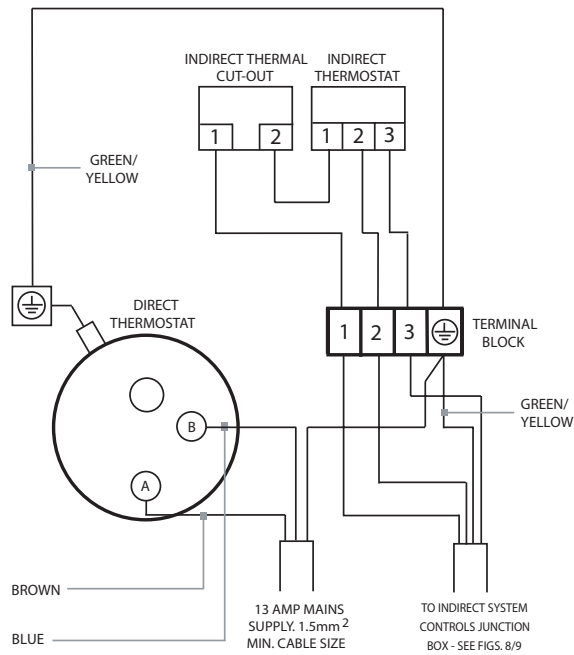 INDIRECT THERMAL
CUT-OUT
INDIRECT
THERMOSTAT
1
2
1
2
3
GREEN/
YELLOW
DIRECT
THERMOSTAT
1
2
3
TERMINAL
BLOCK
B
A
GREEN/
YELLOW
BROWN
BLUE
13 AMP MAINS
SUPPLY. 1.5mm²
MIN. CABLE SIZE
TO INDIRECT SYSTEM
CONTROLS JUNCTION
BOX - SEE FIGS. 8/9